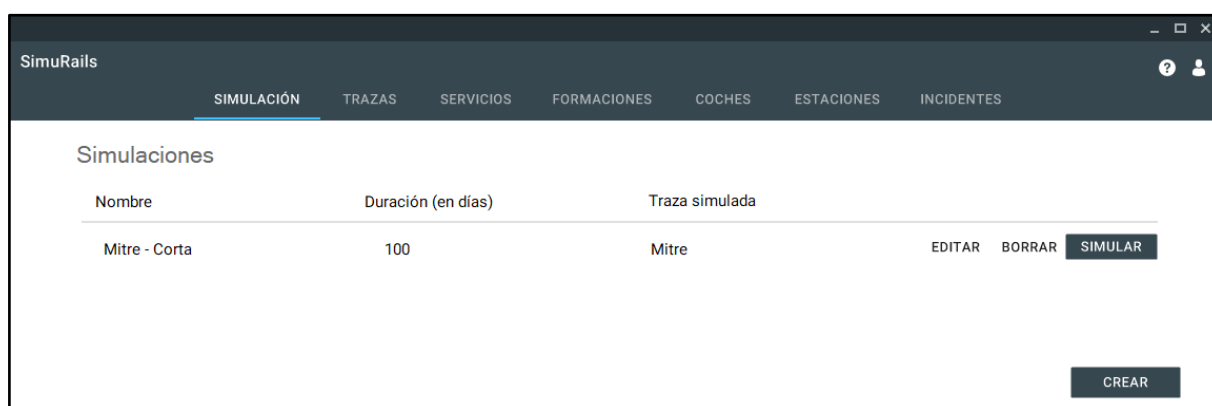 SimuRails
SIMULACIÓN TRAZAS SERVICIOS FORMACIONES COCHES ESTACIONES INCIDENTES
Simulaciones
Nombre Duración (en días) Traza simulada
Mitre - Corta 100 Mitre EDITAR BORRAR SIMULAR
CREAR